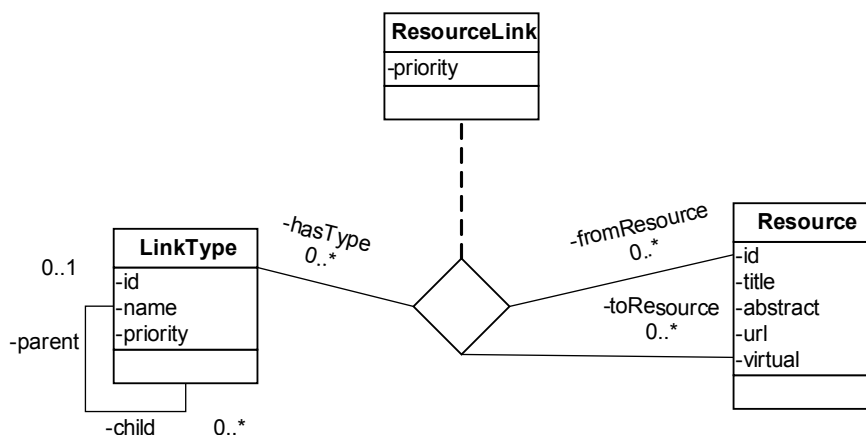 ResourceLink
-priority
-hasType
0..*
-fromResource
0..*
-toResource
0..*
LinkType
-id
-name
-priority
0..1
-parent
-child
0..*
Resource
-id
-title
-abstract
-url
-virtual